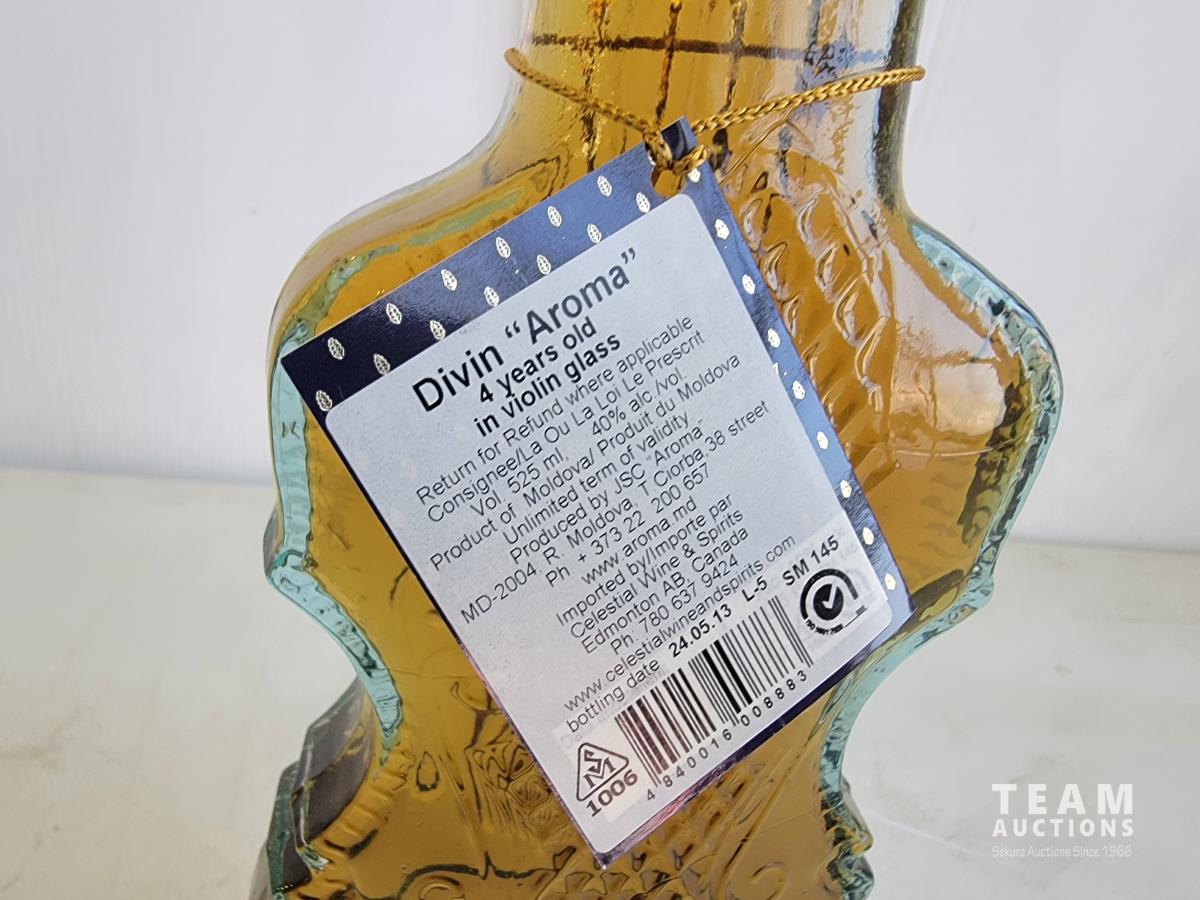 Divin “Aroma”
4 years old
in violin glass
Return for Refund where applicable
Consignee/La Ou La Loi Le Prescrit
Vol. 525 ml, 40% alc./vol.
Product of Moldova/ Produit du Moldova
Unlimited term of validity
Produced by JSC “Aroma”
MD-2004, R. Moldova, T. Ciorba,38 street
Ph + 373 22 200 657
www.aroma.md
Imported by/Importe par
Celestial Wine & Spirits
Edmonton AB, Canada
Ph: 780 637 9424
www.celestialwineandspirits.com
bottling date 24.05.13 L-5 SM 145
SM
1006
4 840016 008883
TEAM
AUCTIONS
Sekura Auctions Since 1966